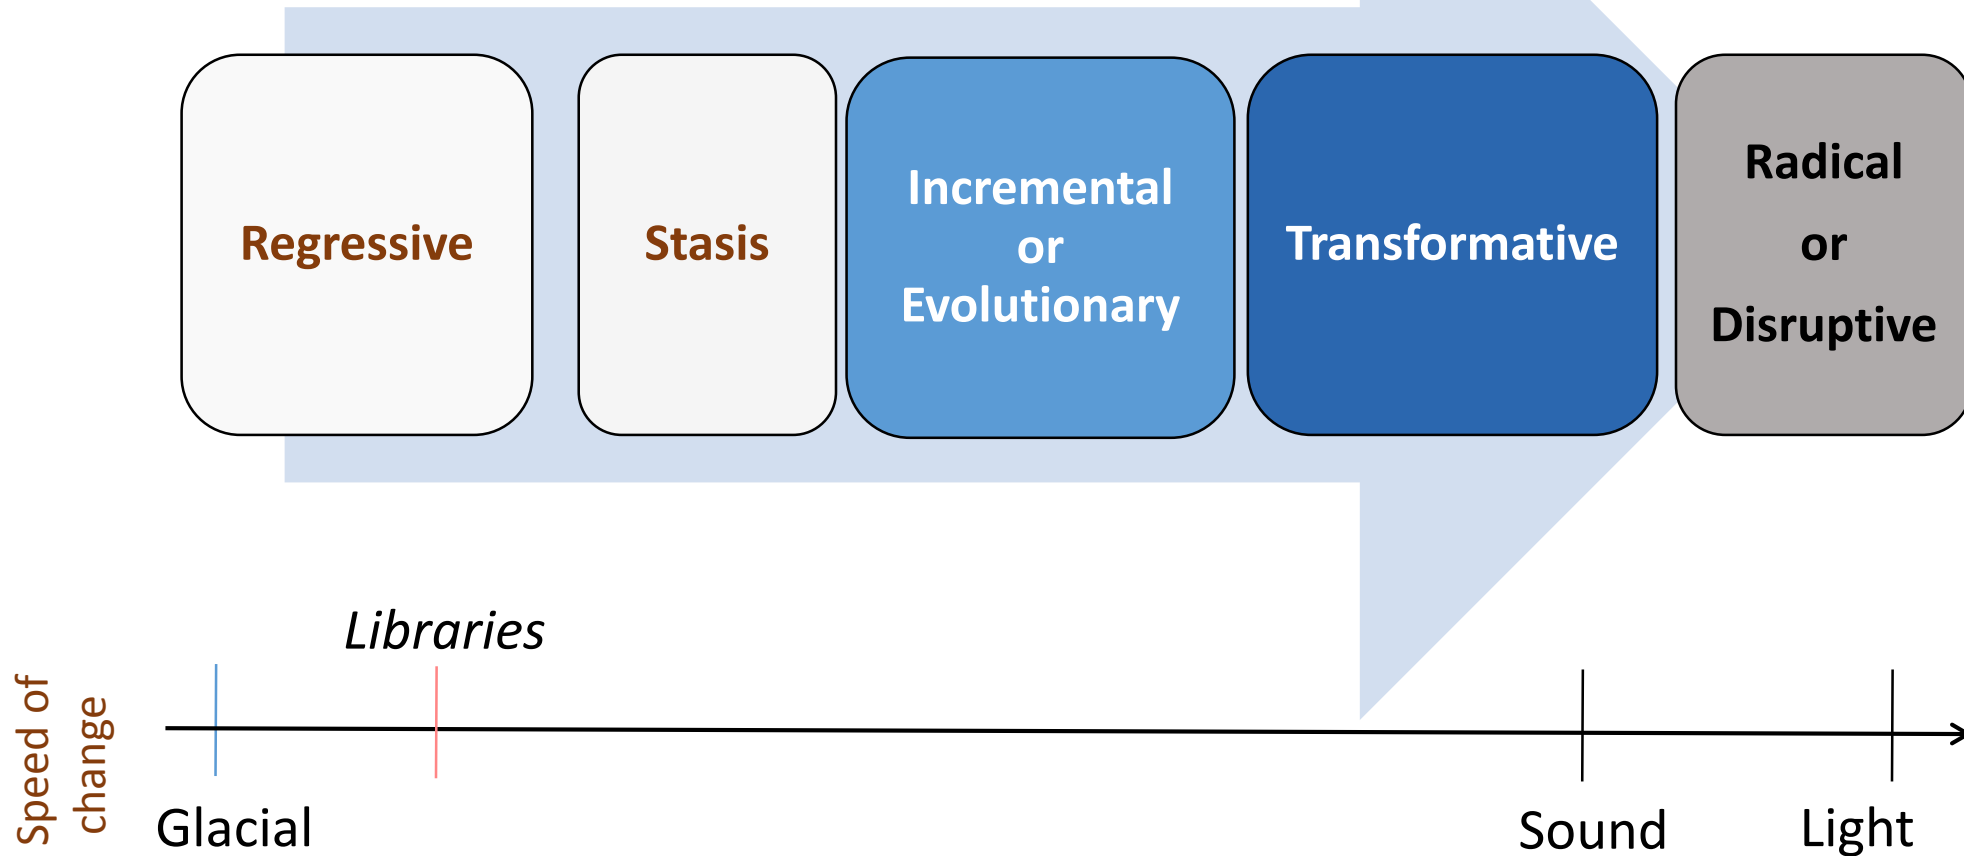 Regressive
Stasis
Incremental
or
Evolutionary
Transformative
Radical
or
Disruptive
Libraries
Speed of
change
Glacial
Sound
Light